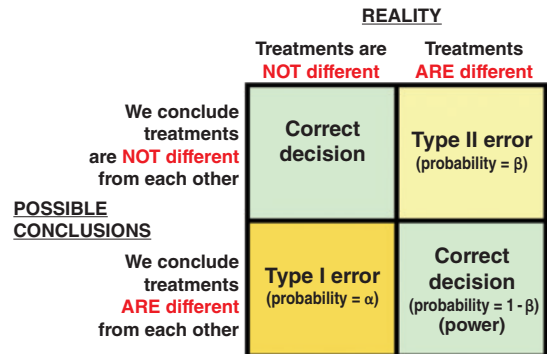 REALITY
Treatments are
NOT different
Treatments
ARE different
We conclude
treatments
are NOT different
from each other
Correct
decision
Type II error
(probability = β)
POSSIBLE
CONCLUSIONS
We conclude
treatments
ARE different
from each other
Type I error
(probability = α)
Correct
decision
(probability = 1 - β)
(power)